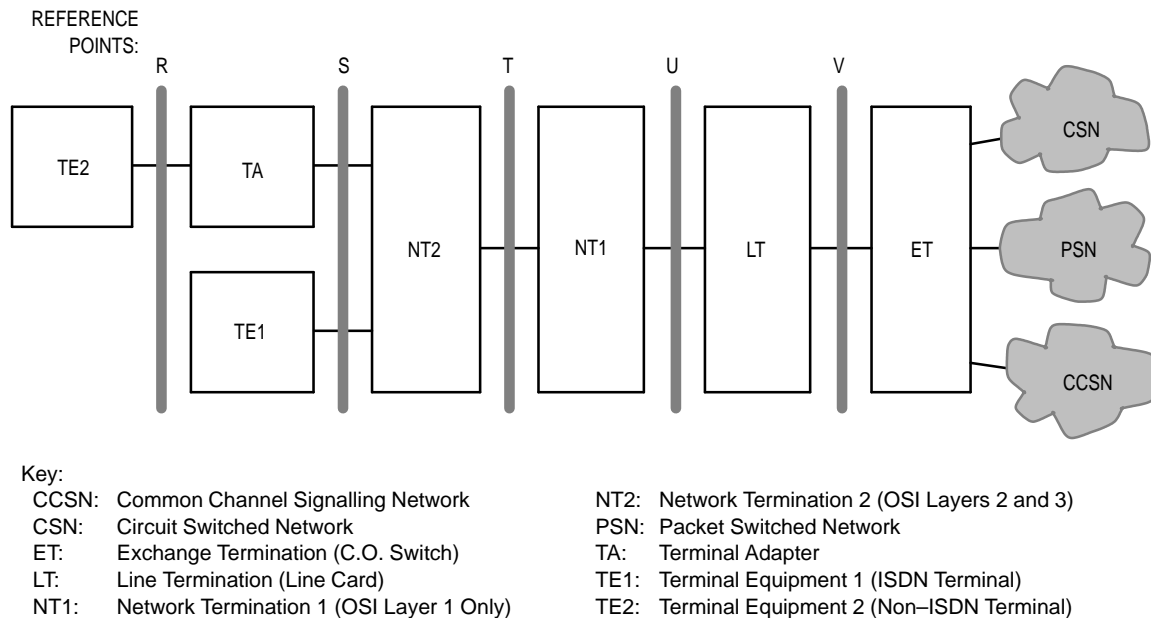 REFERENCE
POINTS:
R S T U V
TE2
TA
TE1
NT2
NT1
LT
ET
CSN
PSN
CCSN
Key:
CCSN: Common Channel Signalling Network
CSN: Circuit Switched Network
ET: Exchange Termination (C.O. Switch)
LT: Line Termination (Line Card)
NT1: Network Termination 1 (OSI Layer 1 Only)
NT2: Network Termination 2 (OSI Layers 2 and 3)
PSN: Packet Switched Network
TA: Terminal Adapter
TE1: Terminal Equipment 1 (ISDN Terminal)
TE2: Terminal Equipment 2 (Non–ISDN Terminal)